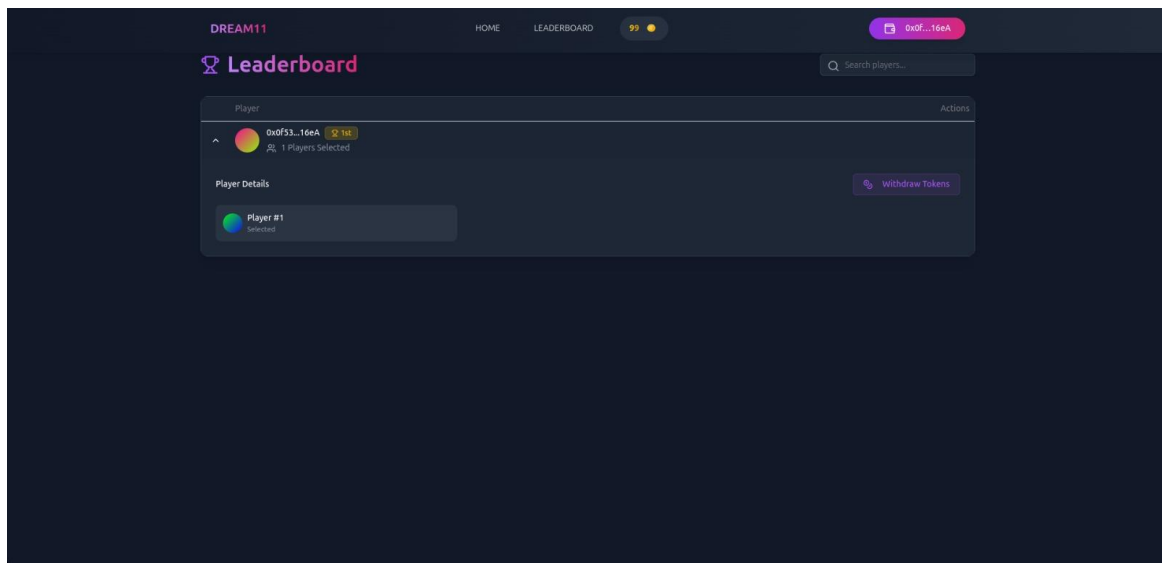 DREAM11 HOME LEADERBOARD 99 0x0f...16eA
Leaderboard Search players...
Player Actions
0x0f53...16eA 1st
1 Players Selected
Player Details Withdraw Tokens
Player #1
Selected